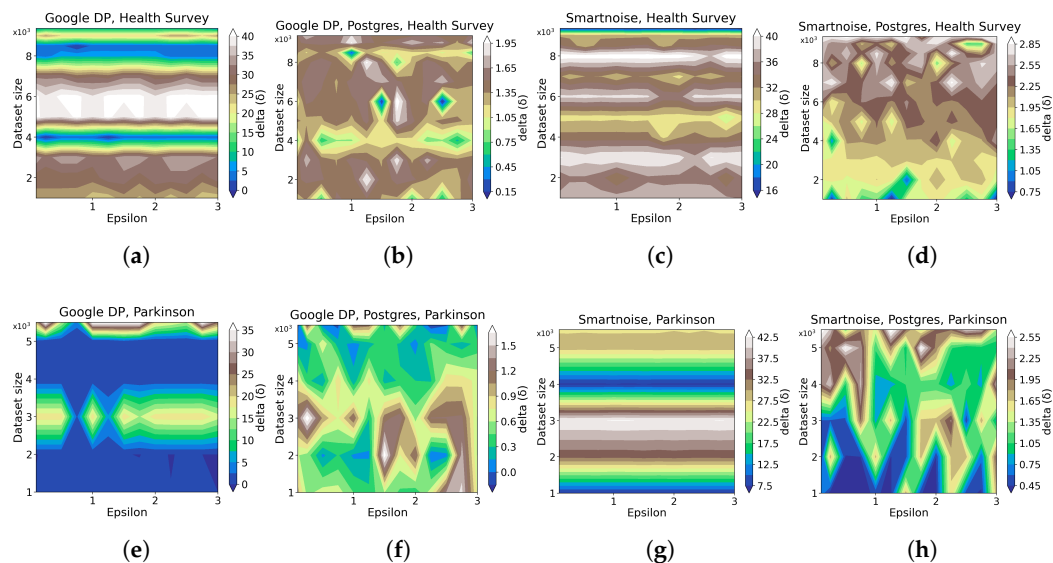 Google DP, Health Survey
x10³
8
6
4
2
Dataset size
1 2 3
Epsilon
40
35
30
25
20
15
10
5
0
delta (δ)
(a)
Google DP, Postgres, Health Survey
x10³
8
6
4
2
Dataset size
1 2 3
Epsilon
1.95
1.65
1.35
1.05
0.75
0.45
0.15
delta (δ)
(b)
Smartnoise, Health Survey
x10³
8
6
4
2
Dataset size
1 2 3
Epsilon
40
36
32
28
24
20
16
delta (δ)
(c)
Smartnoise, Postgres, Health Survey
x10³
8
6
4
2
Dataset size
1 2 3
Epsilon
2.85
2.55
2.25
1.95
1.65
1.35
1.05
0.75
delta (δ)
(d)
Google DP, Parkinson
x10³
5
4
3
2
1
Dataset size
1 2 3
Epsilon
35
30
25
20
15
10
5
0
delta (δ)
(e)
Google DP, Postgres, Parkinson
x10³
5
4
3
2
1
Dataset size
1 2 3
Epsilon
1.5
1.2
0.9
0.6
0.3
0.0
delta (δ)
(f)
Smartnoise, Parkinson
x10³
5
4
3
2
1
Dataset size
1 2 3
Epsilon
42.5
37.5
32.5
27.5
22.5
17.5
12.5
7.5
delta (δ)
(g)
Smartnoise, Postgres, Parkinson
x10³
5
4
3
2
1
Dataset size
1 2 3
Epsilon
2.55
2.25
1.95
1.65
1.35
1.05
0.75
0.45
delta (δ)
(h)